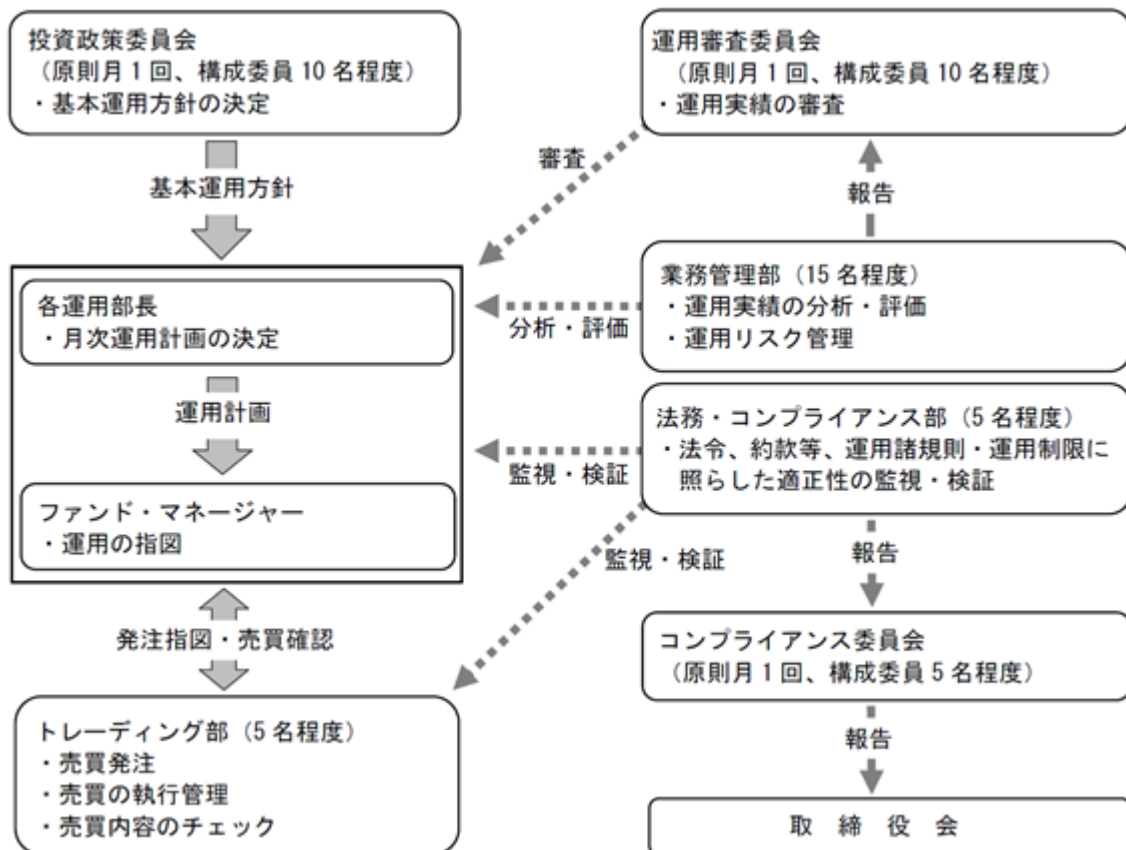 投資政策委員会
（原則月1回、構成委員10名程度）
・基本運用方針の決定
基本運用方針
各運用部長
・月次運用計画の決定
運用計画
ファンド・マネージャー
・運用の指図
発注指図・売買確認
トレーディング部（5名程度）
・売買発注
・売買の執行管理
・売買内容のチェック
運用審査委員会
（原則月1回、構成委員10名程度）
・運用実績の審査
審査
報告
業務管理部（15名程度）
・運用実績の分析・評価
・運用リスク管理
分析・評価
法務・コンプライアンス部（5名程度）
・法令、約款等、運用諸規則・運用制限に
照らした適正性の監視・検証
監視・検証
監視・検証
報告
コンプライアンス委員会
（原則月1回、構成委員5名程度）
報告
取　締　役　会